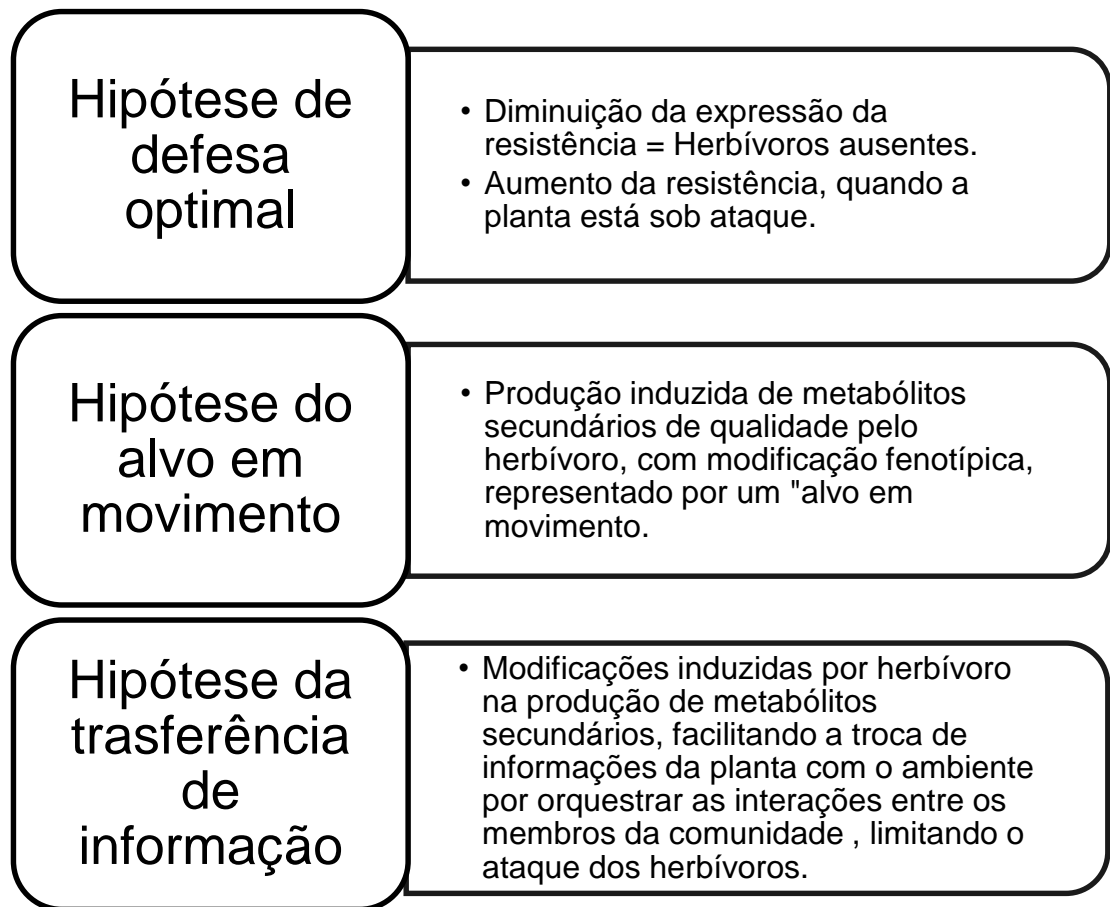 Hipótese de
defesa
optimal
• Diminuição da expressão da
resistência = Herbívoros ausentes.
• Aumento da resistência, quando a
planta está sob ataque.
Hipótese do
alvo em
movimento
• Produção induzida de metabólitos
secundários de qualidade pelo
herbívoro, com modificação fenotípica,
representado por um "alvo em
movimento.
Hipótese da
trasferência
de
informação
• Modificações induzidas por herbívoro
na produção de metabólitos
secundários, facilitando a troca de
informações da planta com o ambiente
por orquestrar as interações entre os
membros da comunidade , limitando o
ataque dos herbívoros.